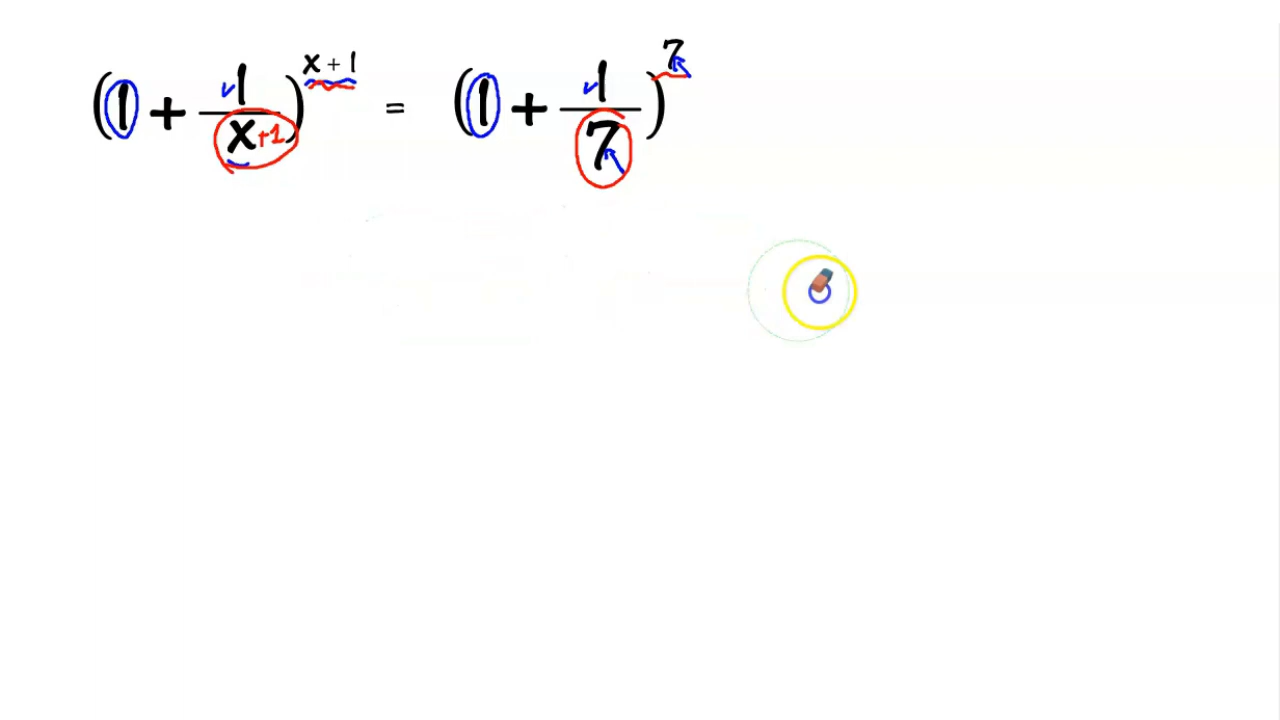 (1 + 1/(x+1))^(x + 1) = (1 + 1/7)^7